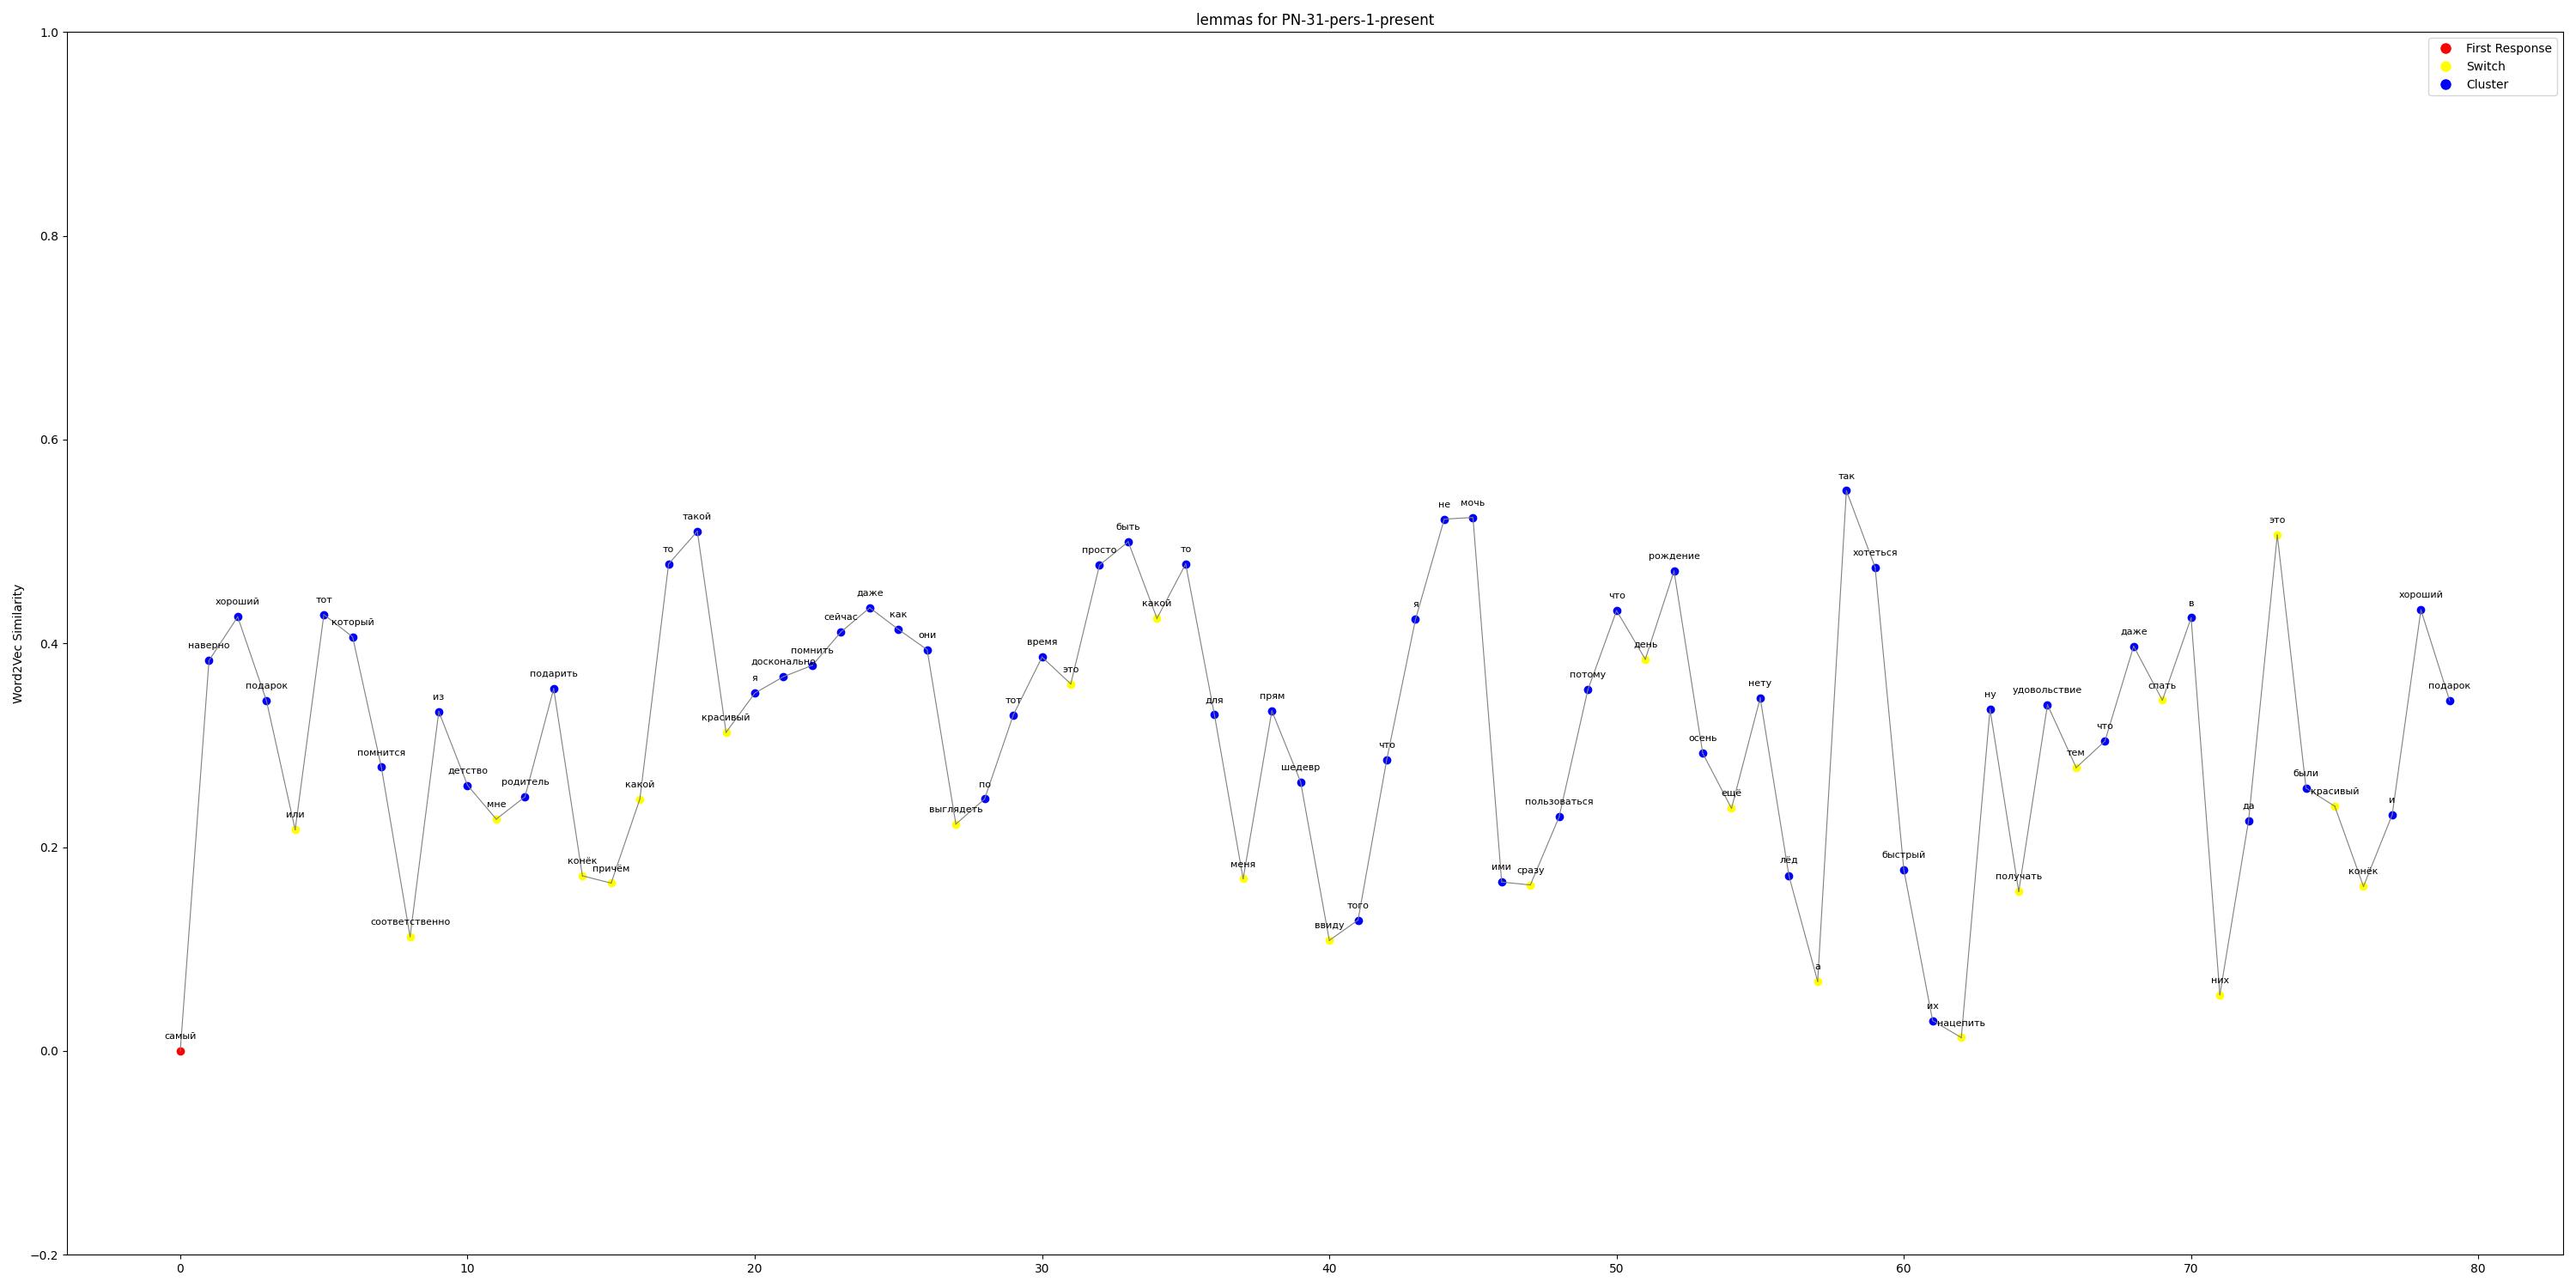 lemmas for PN-31-pers-1-present
First Response
Switch
Cluster
Word2Vec Similarity
1.0
0.8
0.6
0.4
0.2
0.0
−0.2
0
10
20
30
40
50
60
70
80
самый
наверно
хороший
подарок
или
тот
который
помнится
соответственно
из
детство
мне
родитель
подарить
конёк
причём
какой
то
такой
красивый
я
досконально
помнить
сейчас
даже
как
они
выглядеть
по
тот
время
это
просто
быть
какой
то
для
меня
прям
шедевр
ввиду
того
что
я
не
мочь
ими
сразу
пользоваться
потому
что
день
рождение
осень
ещё
нету
лёд
а
так
хотеться
быстрый
их
нацепить
ну
получать
удовольствие
тем
что
даже
спать
в
них
да
это
были
красивый
конёк
и
хороший
подарок